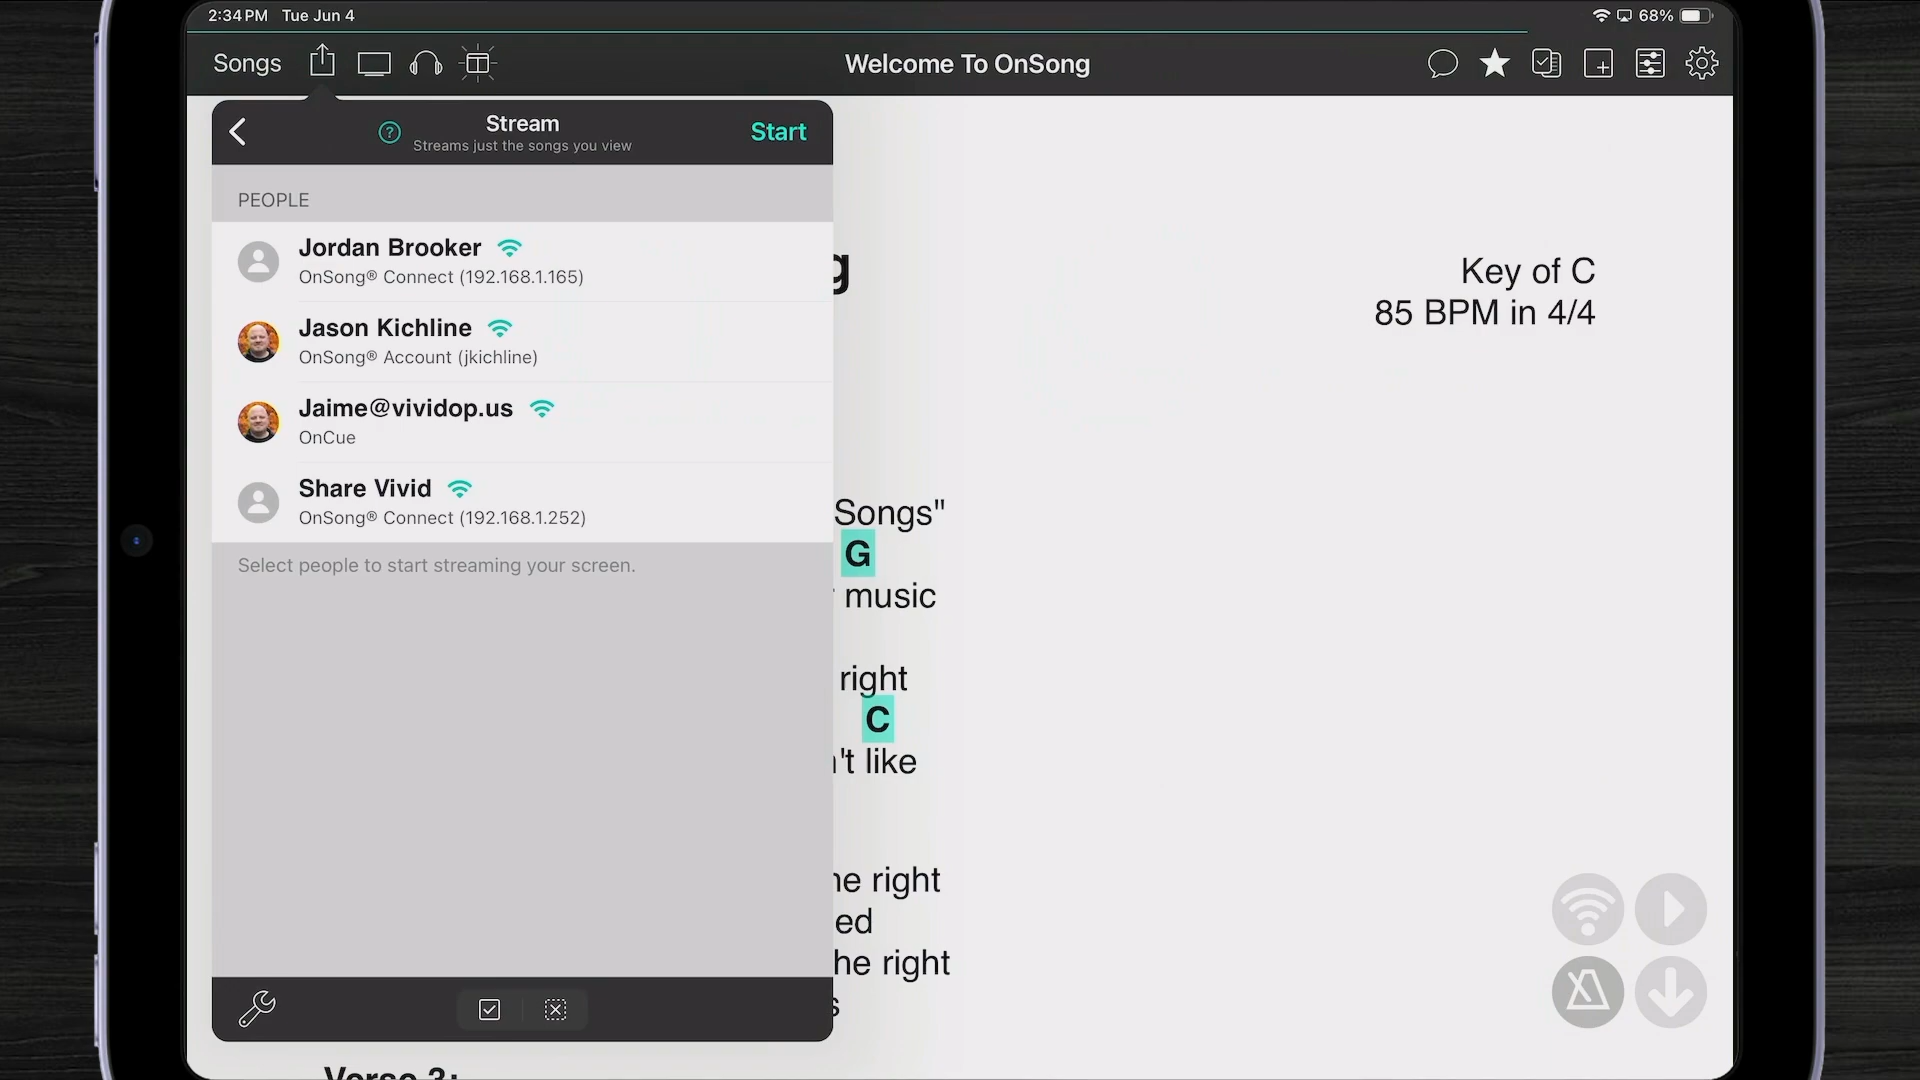 2:34 PM Tue Jun 4
68%
Songs
Welcome To OnSong
Stream
Streams just the songs you view
Start
PEOPLE
Jordan Brooker
OnSong® Connect (192.168.1.165)
Jason Kichline
OnSong® Account (jkichline)
Jaime@vividop.us
OnCue
Share Vivid
OnSong® Connect (192.168.1.252)
Select people to start streaming your screen.
g
Key of C
85 BPM in 4/4
Songs"
G
music
right
C
't like
he right
ed
he right
s
Verse 3: